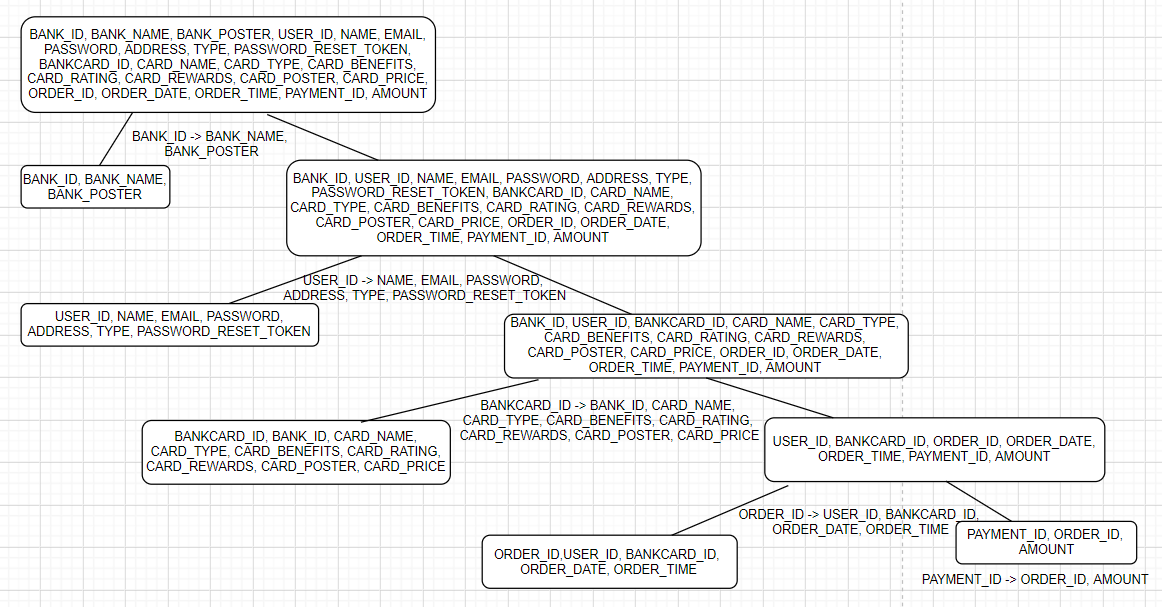 BANK_ID, BANK_NAME, BANK_POSTER, USER_ID, NAME, EMAIL,
PASSWORD, ADDRESS, TYPE, PASSWORD_RESET_TOKEN,
BANKCARD_ID, CARD_NAME, CARD_TYPE, CARD_BENEFITS,
CARD_RATING, CARD_REWARDS, CARD_POSTER, CARD_PRICE,
ORDER_ID, ORDER_DATE, ORDER_TIME, PAYMENT_ID, AMOUNT
BANK_ID -> BANK_NAME,
BANK_POSTER
BANK_ID, BANK_NAME,
BANK_POSTER
BANK_ID, USER_ID, NAME, EMAIL, PASSWORD, ADDRESS, TYPE,
PASSWORD_RESET_TOKEN, BANKCARD_ID, CARD_NAME,
CARD_TYPE, CARD_BENEFITS, CARD_RATING, CARD_REWARDS,
CARD_POSTER, CARD_PRICE, ORDER_ID, ORDER_DATE,
ORDER_TIME, PAYMENT_ID, AMOUNT
USER_ID -> NAME, EMAIL, PASSWORD,
ADDRESS, TYPE, PASSWORD_RESET_TOKEN
USER_ID, NAME, EMAIL, PASSWORD,
ADDRESS, TYPE, PASSWORD_RESET_TOKEN
BANK_ID, USER_ID, BANKCARD_ID, CARD_NAME, CARD_TYPE,
CARD_BENEFITS, CARD_RATING, CARD_REWARDS,
CARD_POSTER, CARD_PRICE, ORDER_ID, ORDER_DATE,
ORDER_TIME, PAYMENT_ID, AMOUNT
BANKCARD_ID -> BANK_ID, CARD_NAME,
CARD_TYPE, CARD_BENEFITS, CARD_RATING,
CARD_REWARDS, CARD_POSTER, CARD_PRICE
BANKCARD_ID, BANK_ID, CARD_NAME,
CARD_TYPE, CARD_BENEFITS, CARD_RATING,
CARD_REWARDS, CARD_POSTER, CARD_PRICE
USER_ID, BANKCARD_ID, ORDER_ID, ORDER_DATE,
ORDER_TIME, PAYMENT_ID, AMOUNT
ORDER_ID -> USER_ID, BANKCARD_ID,
ORDER_DATE, ORDER_TIME
ORDER_ID,USER_ID, BANKCARD_ID,
ORDER_DATE, ORDER_TIME
PAYMENT_ID, ORDER_ID,
AMOUNT
PAYMENT_ID -> ORDER_ID, AMOUNT